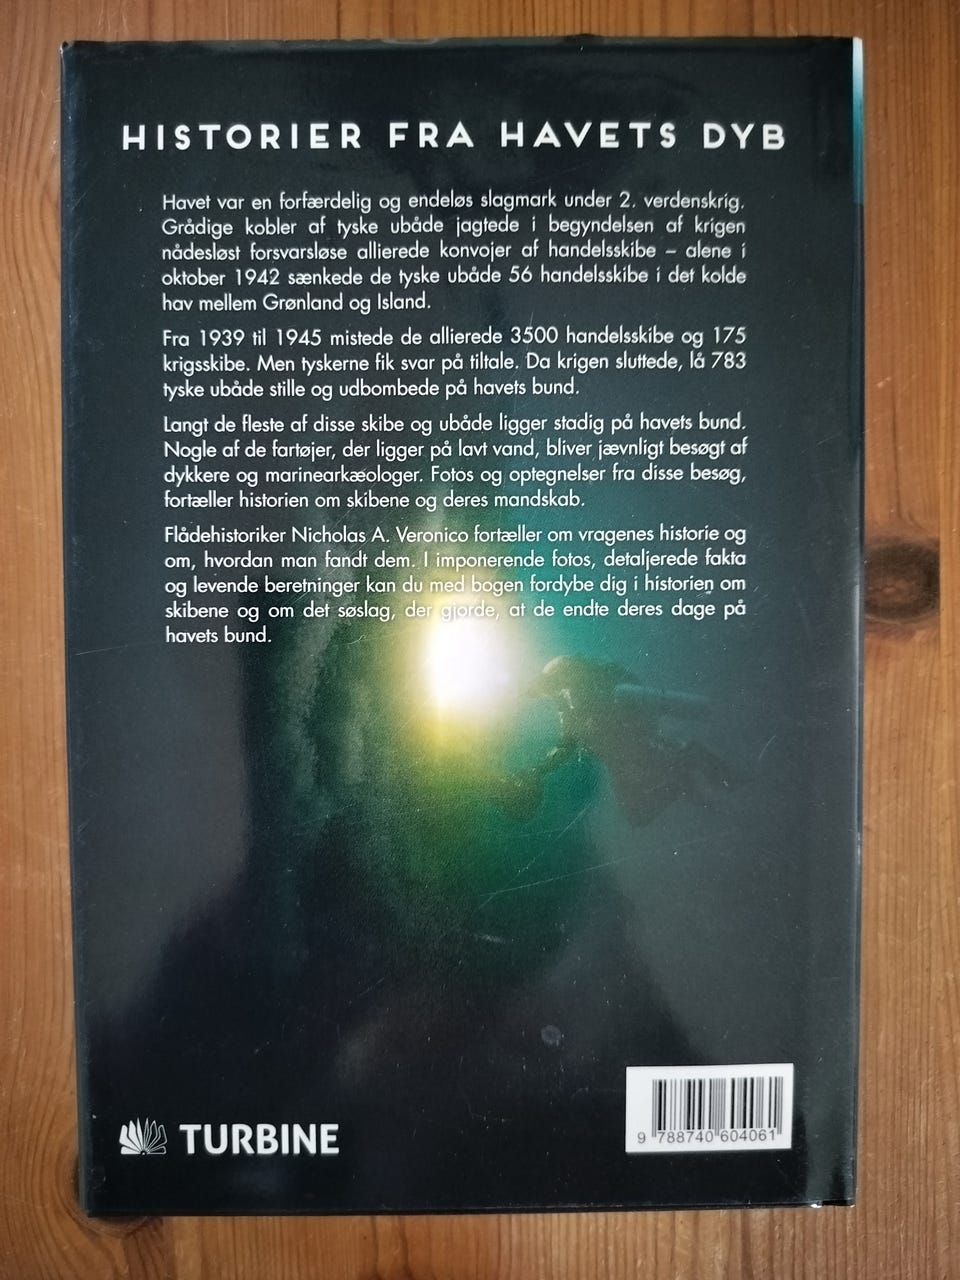 HISTORIER FRA HAVETS DYB
Havet var en forfærdelig og endeløs slagmark under 2. verdenskrig.
Grådige kobler af tyske ubåde jagtede i begyndelsen af krigen
nådesløst forsvarsløse allierede konvojer af handelsskibe – alene i
oktober 1942 sænkede de tyske ubåde 56 handelsskibe i det kolde
hav mellem Grønland og Island.
Fra 1939 til 1945 mistede de allierede 3500 handelsskibe og 175
krigsskibe. Men tyskerne fik svar på tiltale. Da krigen sluttede, lå 783
tyske ubåde stille og udbombede på havets bund.
Langt de fleste af disse skibe og ubåde ligger stadig på havets bund.
Nogle af de fartøjer, der ligger på lavt vand, bliver jævnligt besøgt af
dykkere og marinearkæologer. Fotos og optegnelser fra disse besøg,
fortæller historien om skibene og deres mandskab.
Flådehistoriker Nicholas A. Veronico fortæller om vragenes historie og
om, hvordan man fandt dem. I imponerende fotos, detaljerede fakta
og levende beretninger kan du med bogen fordybe dig i historien om
skibene og om det søslag, der gjorde, at de endte deres dage på
havets bund.
TURBINE
9 788740 604061